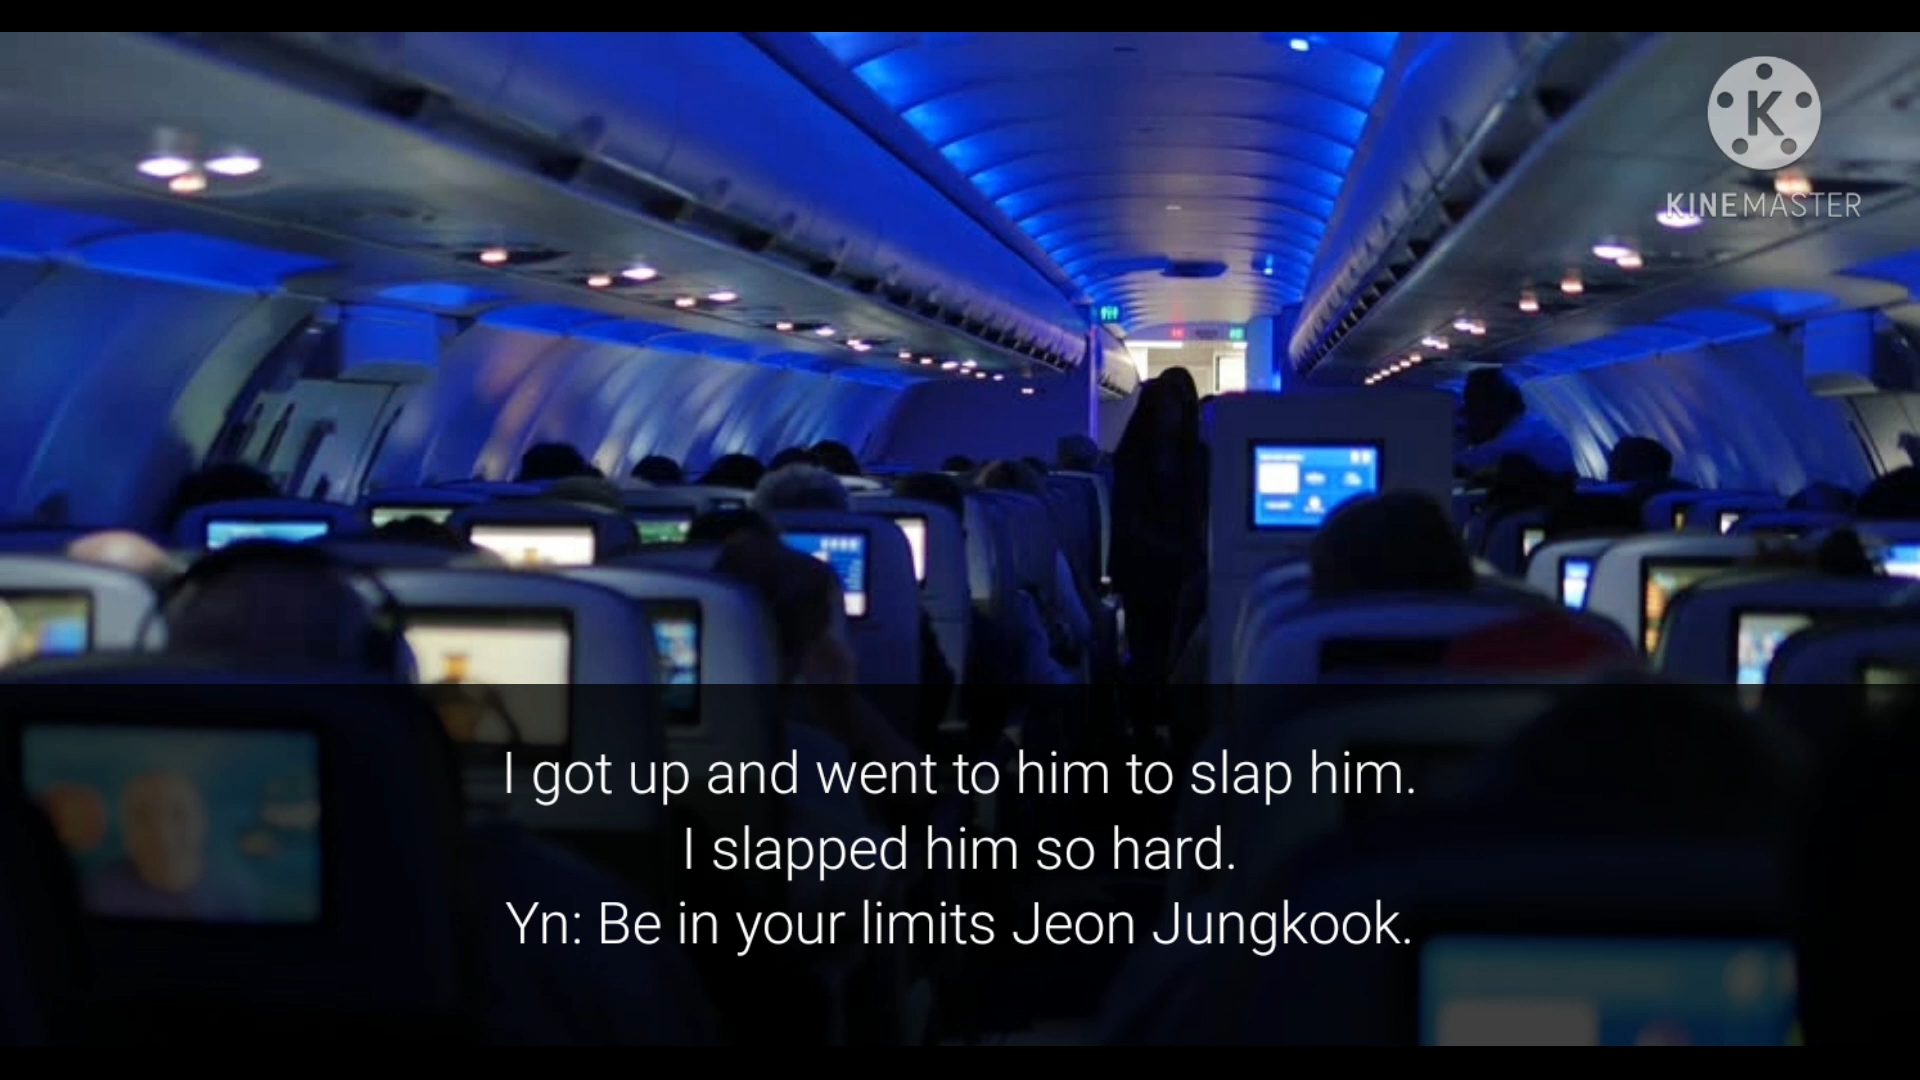 K
KINEMASTER
I got up and went to him to slap him.
I slapped him so hard.
Yn: Be in your limits Jeon Jungkook.